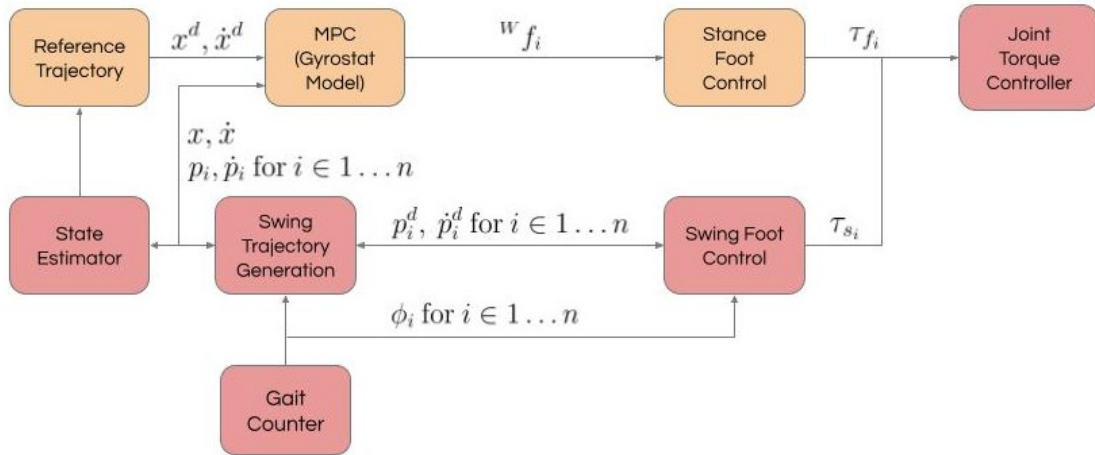 Reference
Trajectory
x^d, ẋ^d
MPC
(Gyrostat
Model)
^W f_i
Stance
Foot
Control
τ_{f_i}
Joint
Torque
Controller
x, ẋ
p_i, ṗ_i for i ∈ 1 … n
State
Estimator
Swing
Trajectory
Generation
p_i^d, ṗ_i^d for i ∈ 1 … n
Swing Foot
Control
τ_{s_i}
ϕ_i for i ∈ 1 … n
Gait
Counter